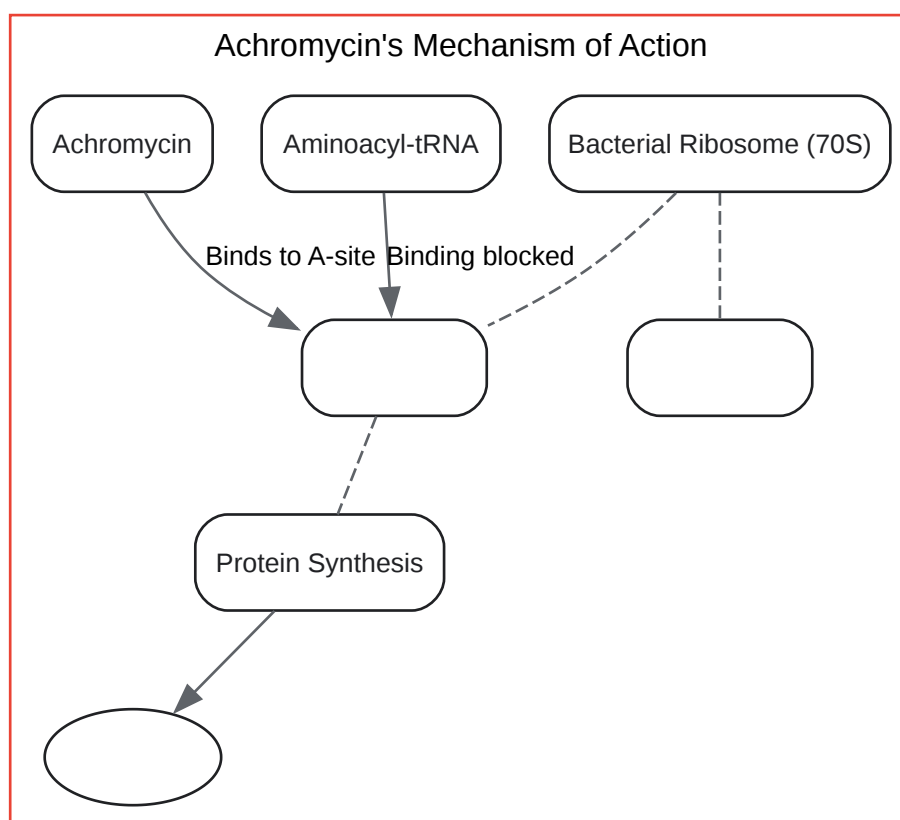 Achromycin's Mechanism of Action
Achromycin
Aminoacyl-tRNA
Bacterial Ribosome (70S)
Binds to A-site
Binding blocked
Protein Synthesis